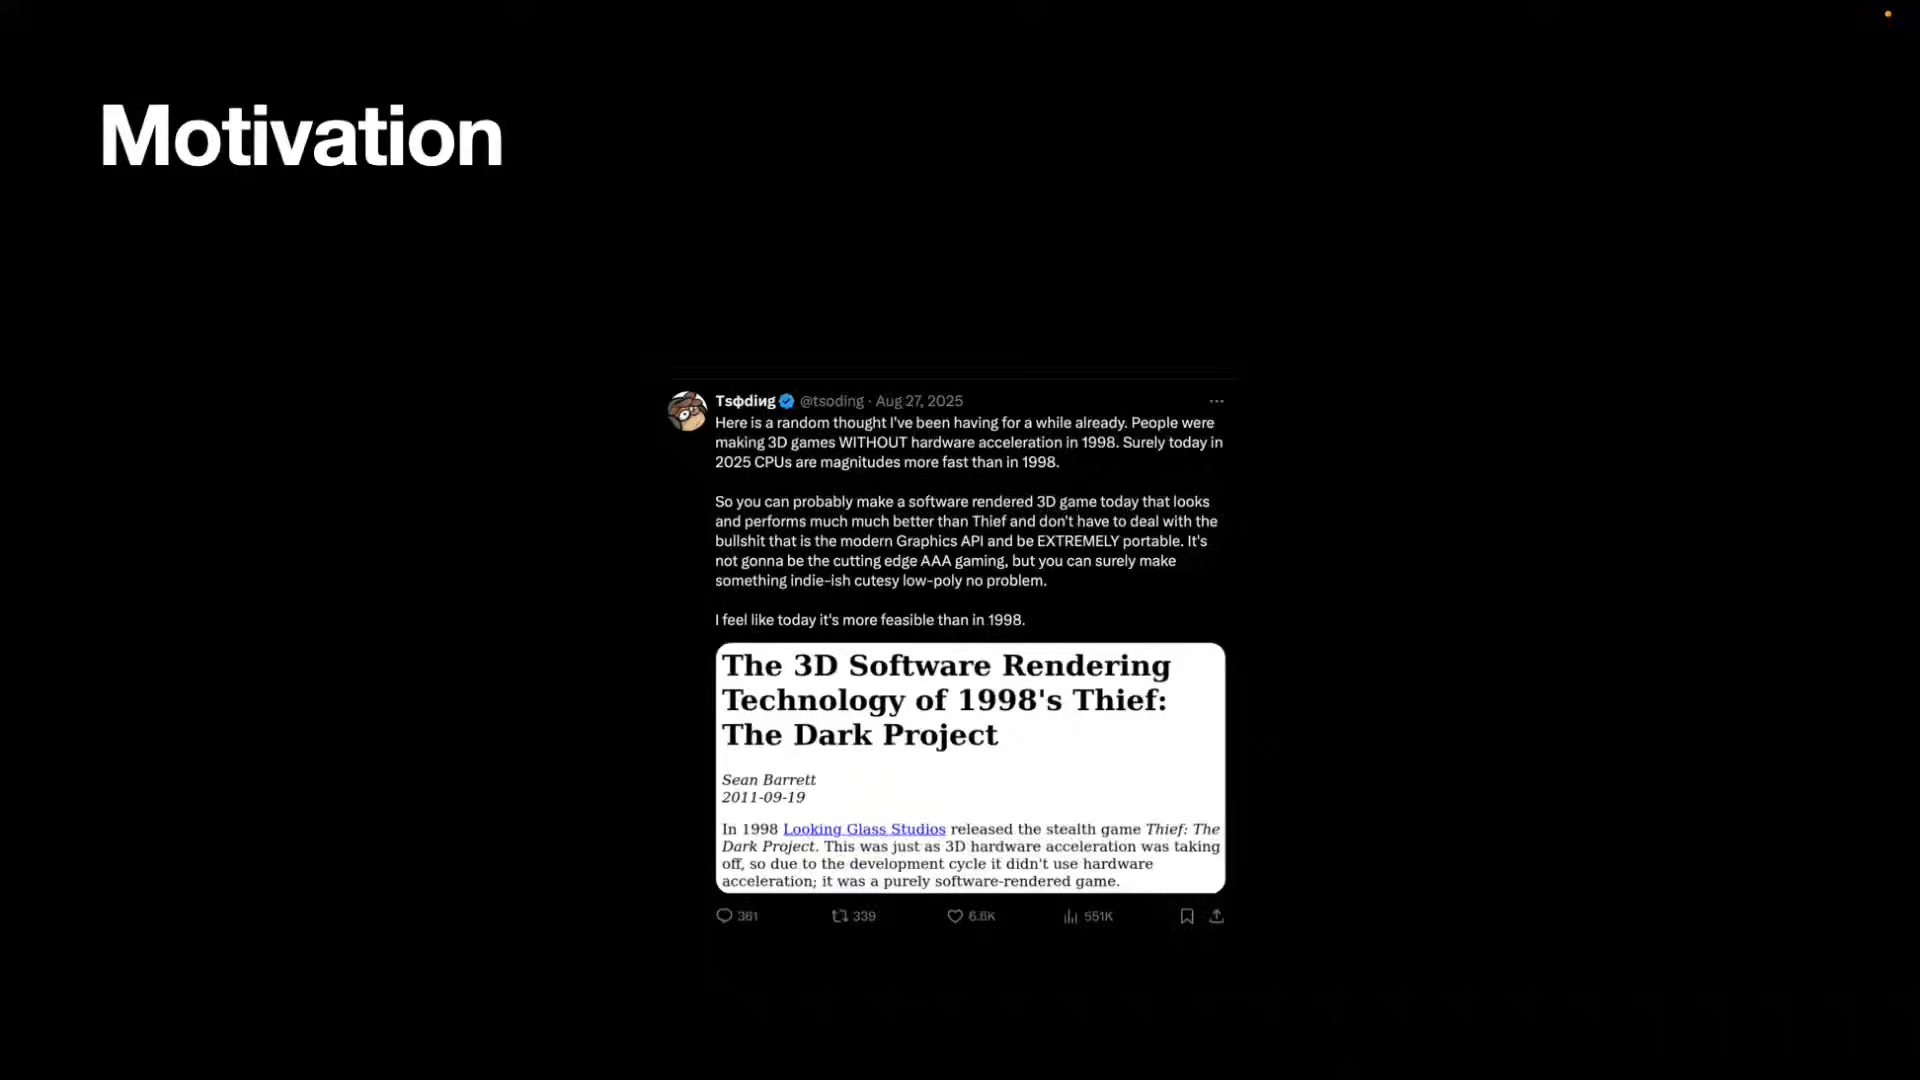 Motivation
Tsфdiиg @tsoding · Aug 27, 2025
Here is a random thought I've been having for a while already. People were
making 3D games WITHOUT hardware acceleration in 1998. Surely today in
2025 CPUs are magnitudes more fast than in 1998.
So you can probably make a software rendered 3D game today that looks
and performs much much better than Thief and don't have to deal with the
bullshit that is the modern Graphics API and be EXTREMELY portable. It's
not gonna be the cutting edge AAA gaming, but you can surely make
something indie-ish cutesy low-poly no problem.
I feel like today it's more feasible than in 1998.
The 3D Software Rendering
Technology of 1998's Thief:
The Dark Project
Sean Barrett
2011-09-19
In 1998 Looking Glass Studios released the stealth game Thief: The
Dark Project. This was just as 3D hardware acceleration was taking
off, so due to the development cycle it didn't use hardware
acceleration; it was a purely software-rendered game.
361 339 6.6K 551K